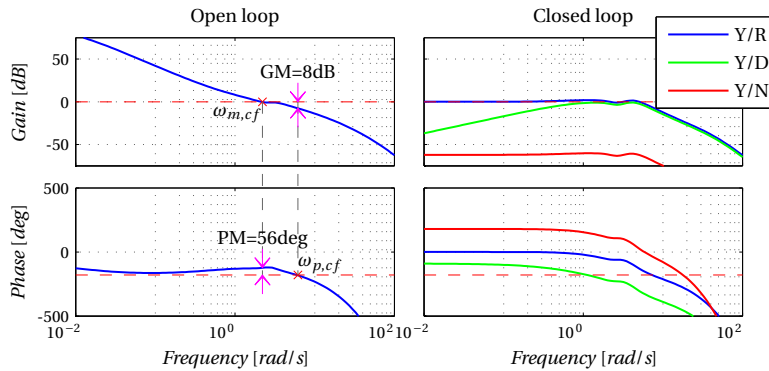 Open loop
Closed loop
Y/R
Y/D
Y/N
Gain [dB]
50
0
-50
GM=8dB
ω_{m,cf}
Phase [deg]
500
0
-500
PM=56deg
ω_{p,cf}
10^{-2}
10^{0}
10^{2}
10^{-2}
10^{0}
10^{2}
Frequency [rad/s]
Frequency [rad/s]